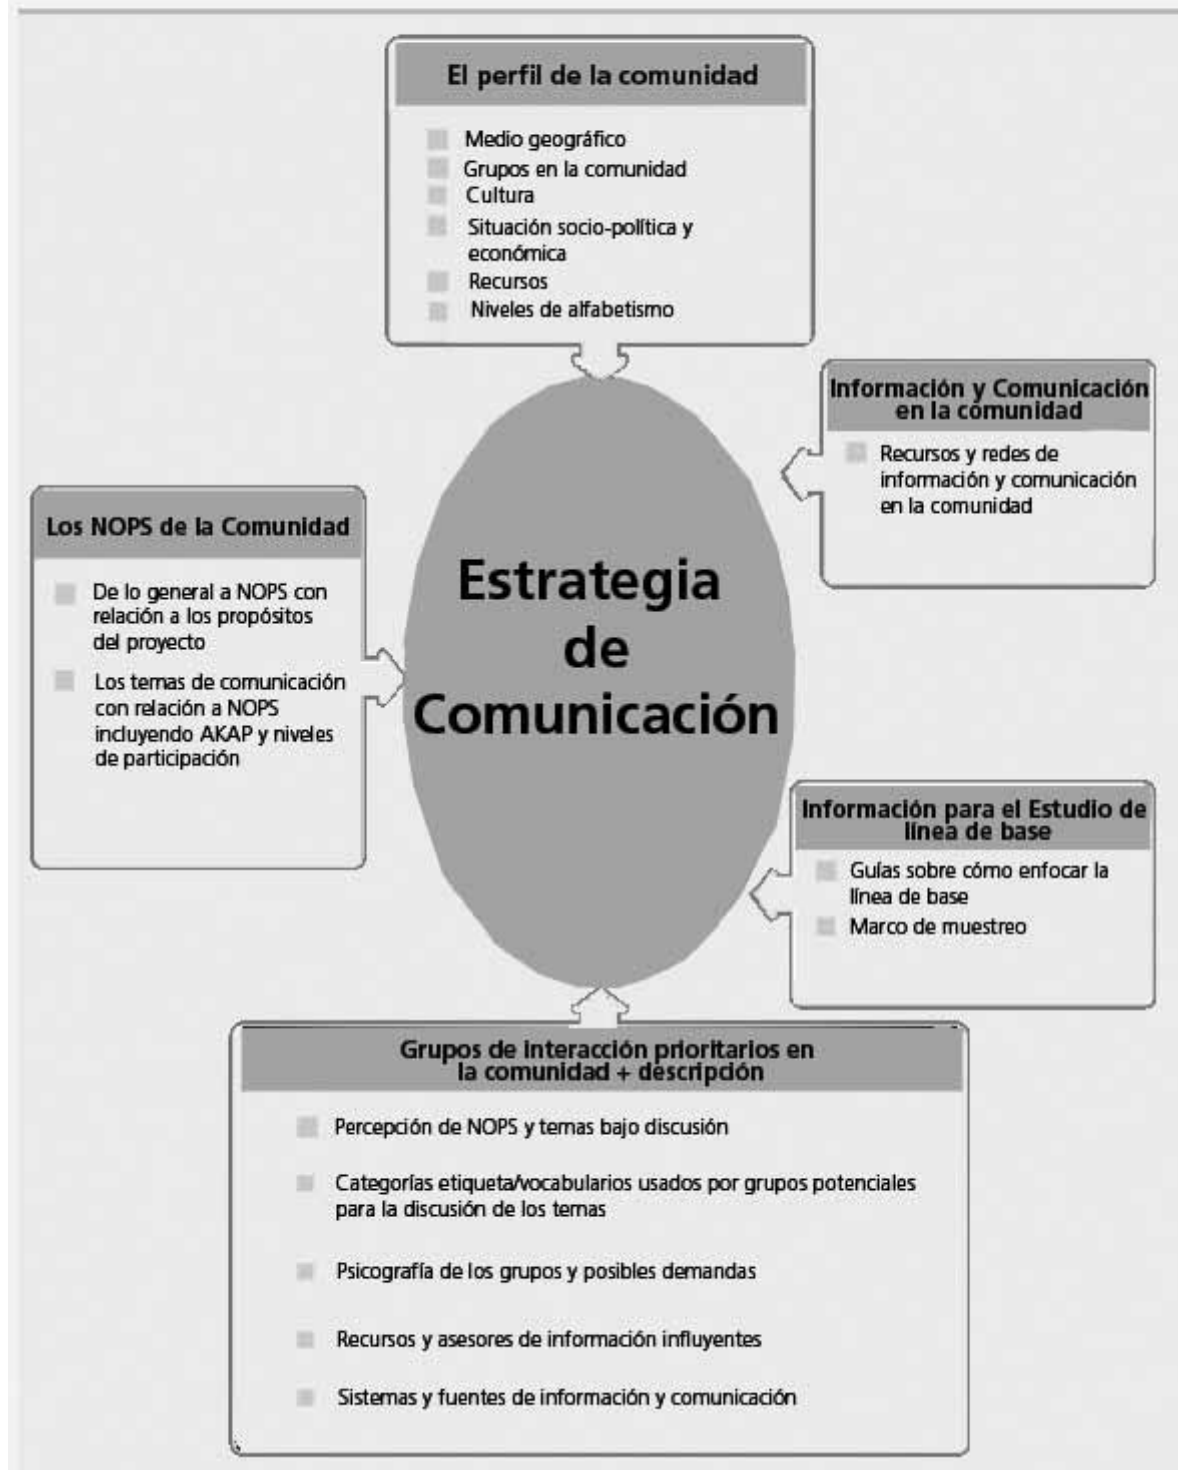 El perfil de la comunidad
Medio geográfico
Grupos en la comunidad
Cultura
Situación socio-política y
económica
Recursos
Niveles de alfabetismo
Información y Comunicación
en la comunidad
Recursos y redes de
información y comunicación
en la comunidad
Los NOPS de la Comunidad
De lo general a NOPS con
relación a los propósitos
del proyecto
Los temas de comunicación
con relación a NOPS
incluyendo AKAP y niveles
de participación
Estrategia
de
Comunicación
Información para el Estudio de
línea de base
Guías sobre cómo enfocar la
línea de base
Marco de muestreo
Grupos de interacción prioritarios en
la comunidad + descripción
Percepción de NOPS y temas bajo discusión
Categorías etiqueta/vocabularios usados por grupos potenciales
para la discusión de los temas
Psicografía de los grupos y posibles demandas
Recursos y asesores de información influyentes
Sistemas y fuentes de información y comunicación